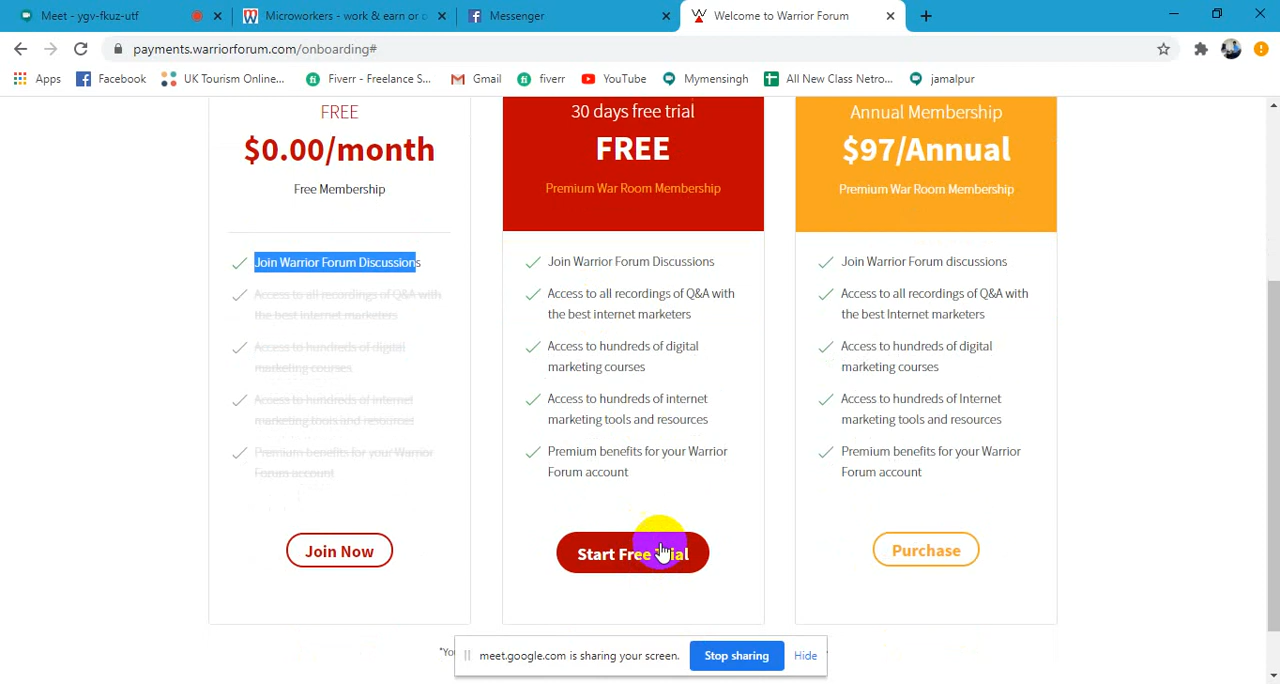 Meet - ygv-fkuz-utf
Microworkers - work & earn or o
Messenger
Welcome to Warrior Forum
payments.warriorforum.com/onboarding#
Apps
Facebook
UK Tourism Online...
Fiverr - Freelance S...
Gmail
fiverr
YouTube
Mymensingh
All New Class Netro...
jamalpur
FREE
$0.00/month
Free Membership
Join Warrior Forum Discussions
Access to all recordings of Q&A with
the best internet marketers
Access to hundreds of digital
marketing courses
Access to hundreds of internet
marketing tools and resources
Premium benefits for your Warrior
Forum account
Join Now
30 days free trial
FREE
Premium War Room Membership
Join Warrior Forum Discussions
Access to all recordings of Q&A with
the best internet marketers
Access to hundreds of digital
marketing courses
Access to hundreds of internet
marketing tools and resources
Premium benefits for your Warrior
Forum account
Start Free Trial
Annual Membership
$97/Annual
Premium War Room Membership
Join Warrior Forum discussions
Access to all recordings of Q&A with
the best Internet marketers
Access to hundreds of digital
marketing courses
Access to hundreds of Internet
marketing tools and resources
Premium benefits for your Warrior
Forum account
Purchase
meet.google.com is sharing your screen.
Stop sharing
Hide